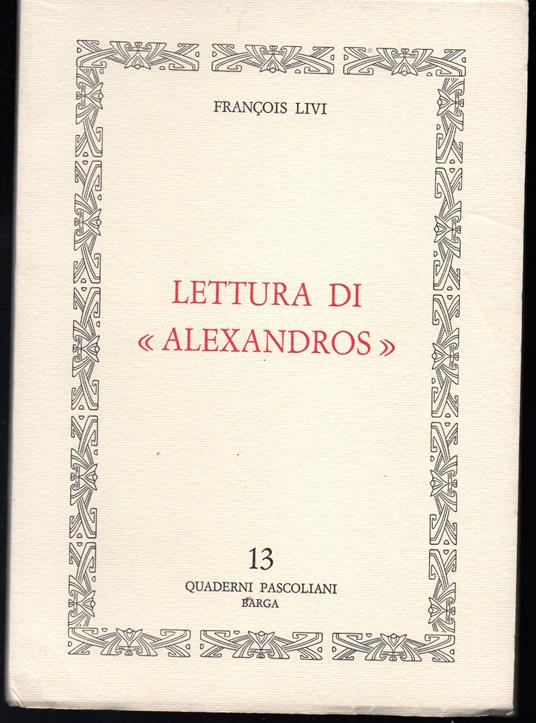 FRANÇOIS LIVI
LETTURA DI
« ALEXANDROS »
13
QUADERNI PASCOLIANI
BARGA